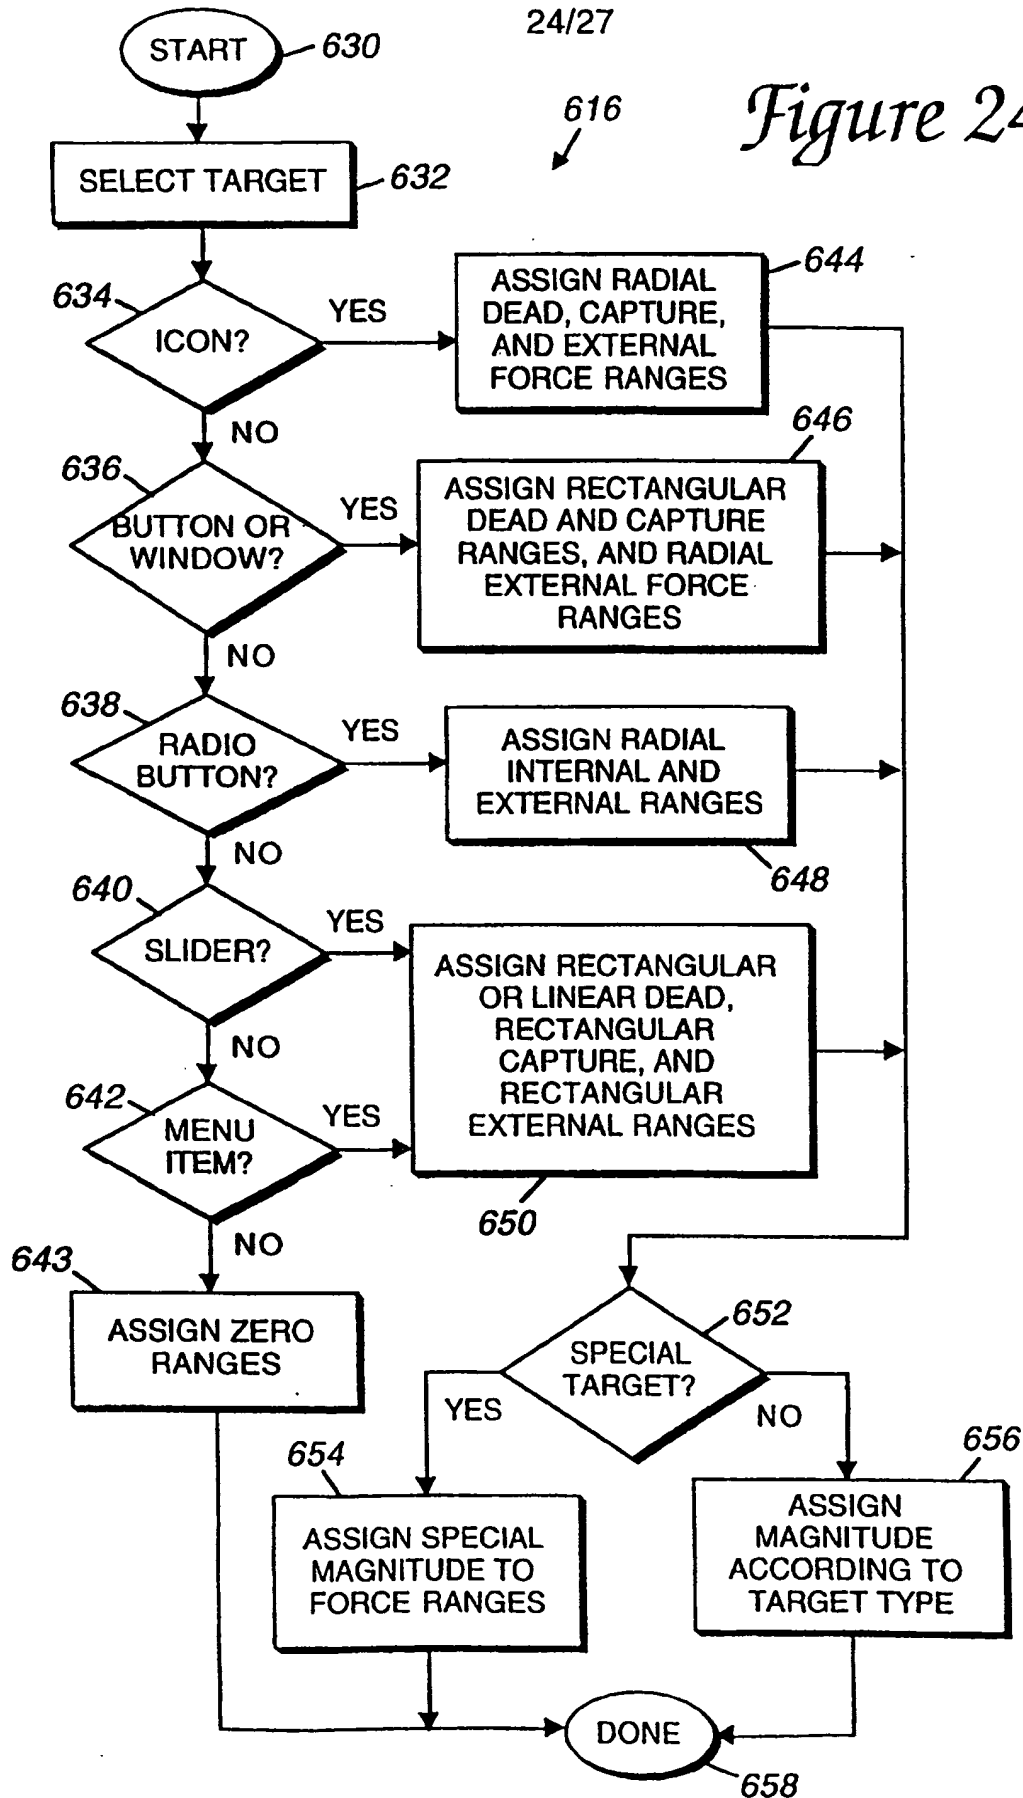 24/27
START
630
616
Figure 24
SELECT TARGET
632
634
ICON?
YES
NO
ASSIGN RADIAL
DEAD, CAPTURE,
AND EXTERNAL
FORCE RANGES
644
636
BUTTON OR
WINDOW?
YES
NO
ASSIGN RECTANGULAR
DEAD AND CAPTURE
RANGES, AND RADIAL
EXTERNAL FORCE
RANGES
646
638
RADIO
BUTTON?
YES
NO
ASSIGN RADIAL
INTERNAL AND
EXTERNAL RANGES
648
640
SLIDER?
YES
NO
ASSIGN RECTANGULAR
OR LINEAR DEAD,
RECTANGULAR
CAPTURE, AND
RECTANGULAR
EXTERNAL RANGES
650
642
MENU
ITEM?
YES
NO
643
ASSIGN ZERO
RANGES
652
SPECIAL
TARGET?
YES
NO
654
ASSIGN SPECIAL
MAGNITUDE TO
FORCE RANGES
656
ASSIGN
MAGNITUDE
ACCORDING TO
TARGET TYPE
DONE
658